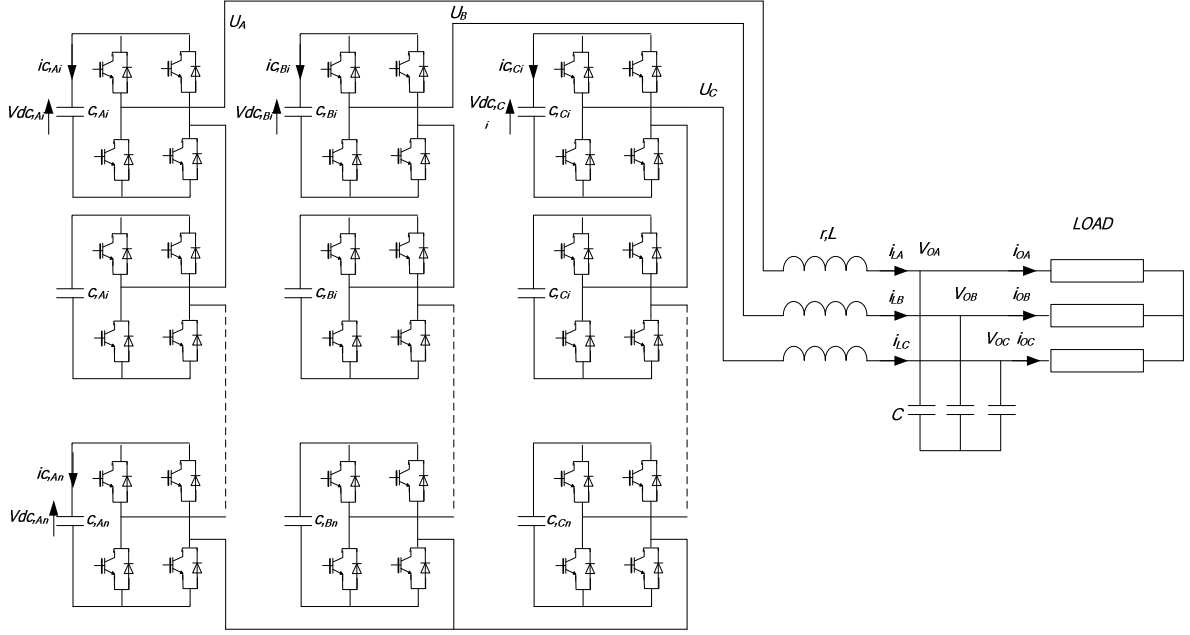 U_A
U_B
ic,Ai
ic,Bi
ic,Ci
Vdc,Ai
c,Ai
Vdc,Bi
c,Bi
Vdc,C
i
c,Ci
U_C
c,Ai
c,Bi
c,Ci
r,L
i_LA
V_OA
i_OA
LOAD
i_LB
V_OB
i_OB
i_LC
V_OC
i_OC
C
ic,An
Vdc,An
c,An
c,Bn
c,Cn